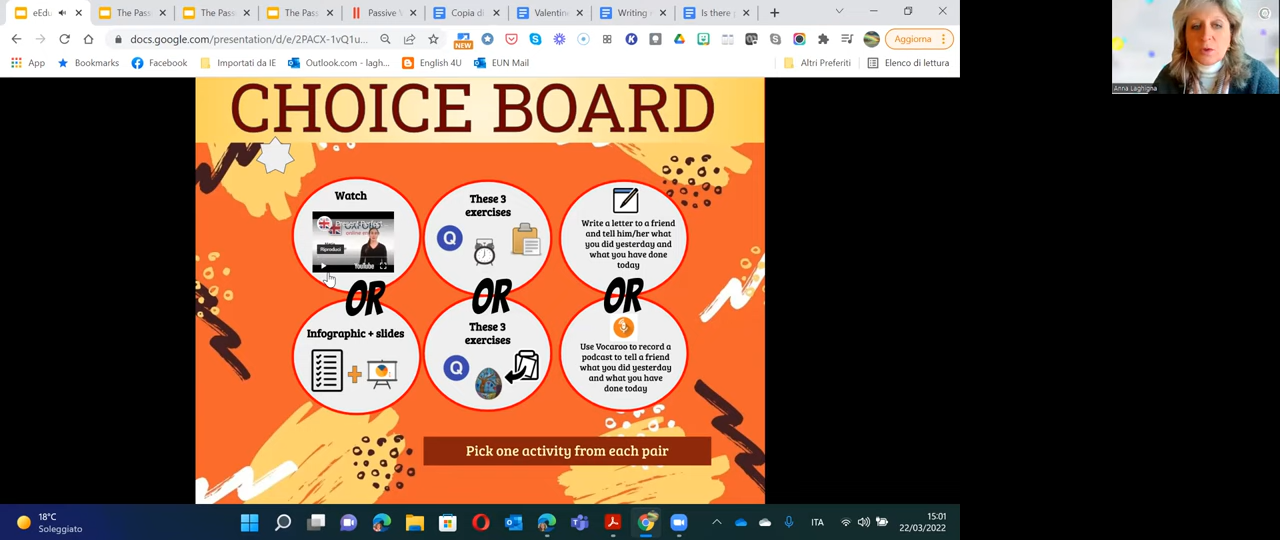 eEdu
The Pass
The Pass
The Pass
Passive
Copia di
Valentine
Writing
Is there
docs.google.com/presentation/d/e/2PACX-1vQ1u...
NEW
Aggiorna
App
Bookmarks
Facebook
Importati da IE
Outlook.com - lagh...
English 4U
EUN Mail
Altri Preferiti
Elenco di lettura
Anna Laghigna
CHOICE BOARD
Watch
Riproduci
YouTube
These 3
exercises
Q
Write a letter to a friend
and tell him/her what
you did yesterday and
what you have done
today
OR
OR
OR
Infographic + slides
These 3
exercises
Q
Use Vocaroo to record a
podcast to tell a friend
what you did yesterday
and what you have
done today
Pick one activity from each pair
18°C
Soleggiato
ITA
15:01
22/03/2022